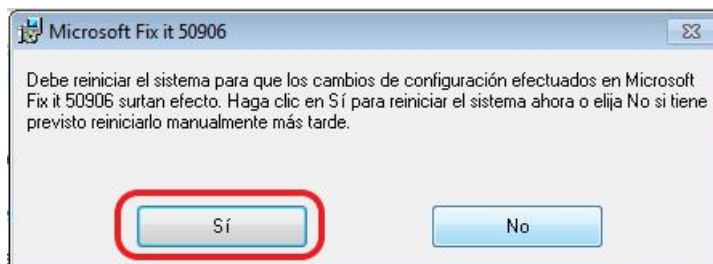 Microsoft Fix it 50906
Debe reiniciar el sistema para que los cambios de configuración efectuados en Microsoft
Fix it 50906 surtan efecto. Haga clic en Sí para reiniciar el sistema ahora o elija No si tiene
previsto reiniciarlo manualmente más tarde.
Sí
No